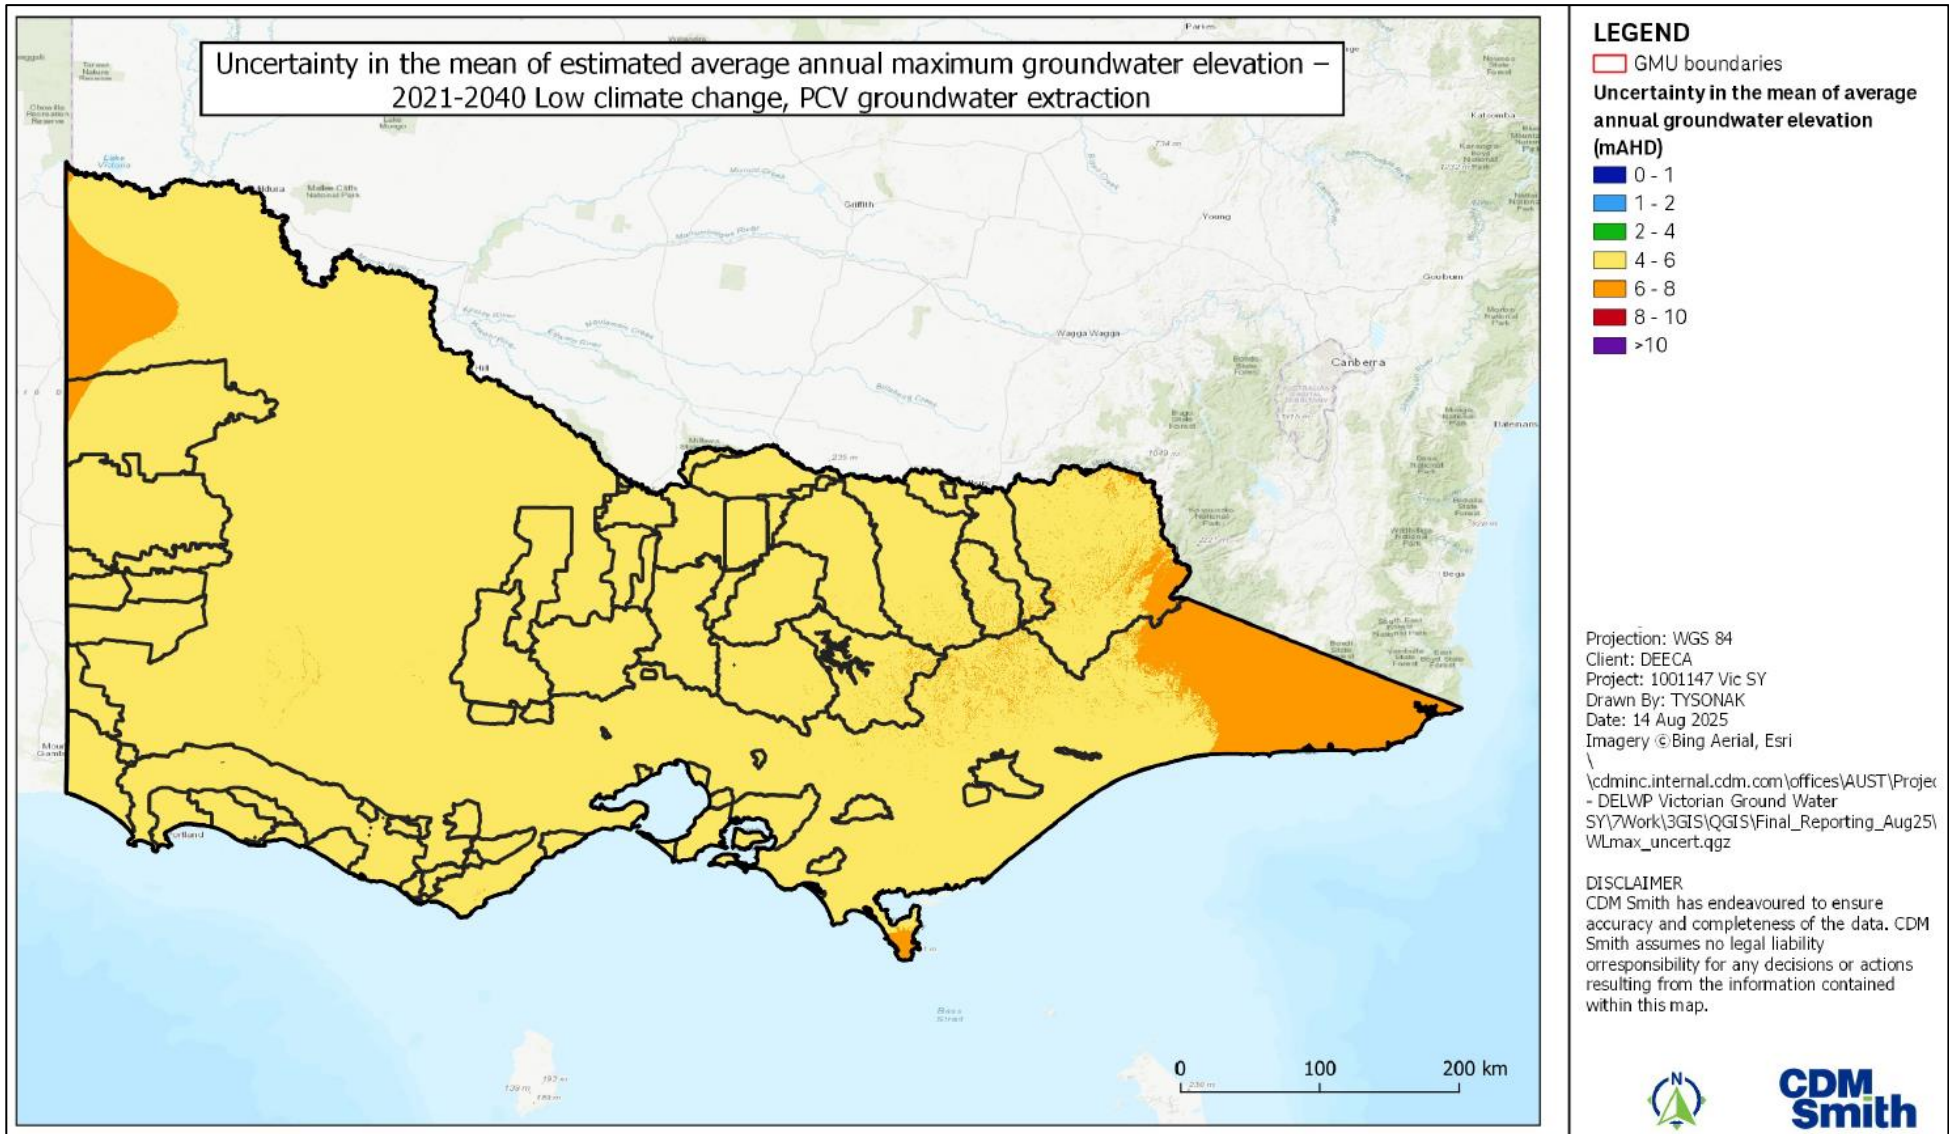 Uncertainty in the mean of estimated average annual maximum groundwater elevation –
2021-2040 Low climate change, PCV groundwater extraction
Parkes
Katoomba
Lake
Victoria
Griffith
Young
Goulburn
Wagga Wagga
Canberra
Hill
Bega
Bass
Strait
0 100 200 km
LEGEND
GMU boundaries
Uncertainty in the mean of average
annual groundwater elevation
(mAHD)
0 - 1
1 - 2
2 - 4
4 - 6
6 - 8
8 - 10
>10
Projection: WGS 84
Client: DEECA
Project: 1001147 Vic SY
Drawn By: TYSONAK
Date: 14 Aug 2025
Imagery ©Bing Aerial, Esri
\
\cdminc.internal.cdm.com\offices\AUST\Projec
- DELWP Victorian Ground Water
SY\7Work\3GIS\QGIS\Final_Reporting_Aug25\
WLmax_uncert.qgz
DISCLAIMER
CDM Smith has endeavoured to ensure
accuracy and completeness of the data. CDM
Smith assumes no legal liability
orresponsibility for any decisions or actions
resulting from the information contained
within this map.
N
CDM
Smith